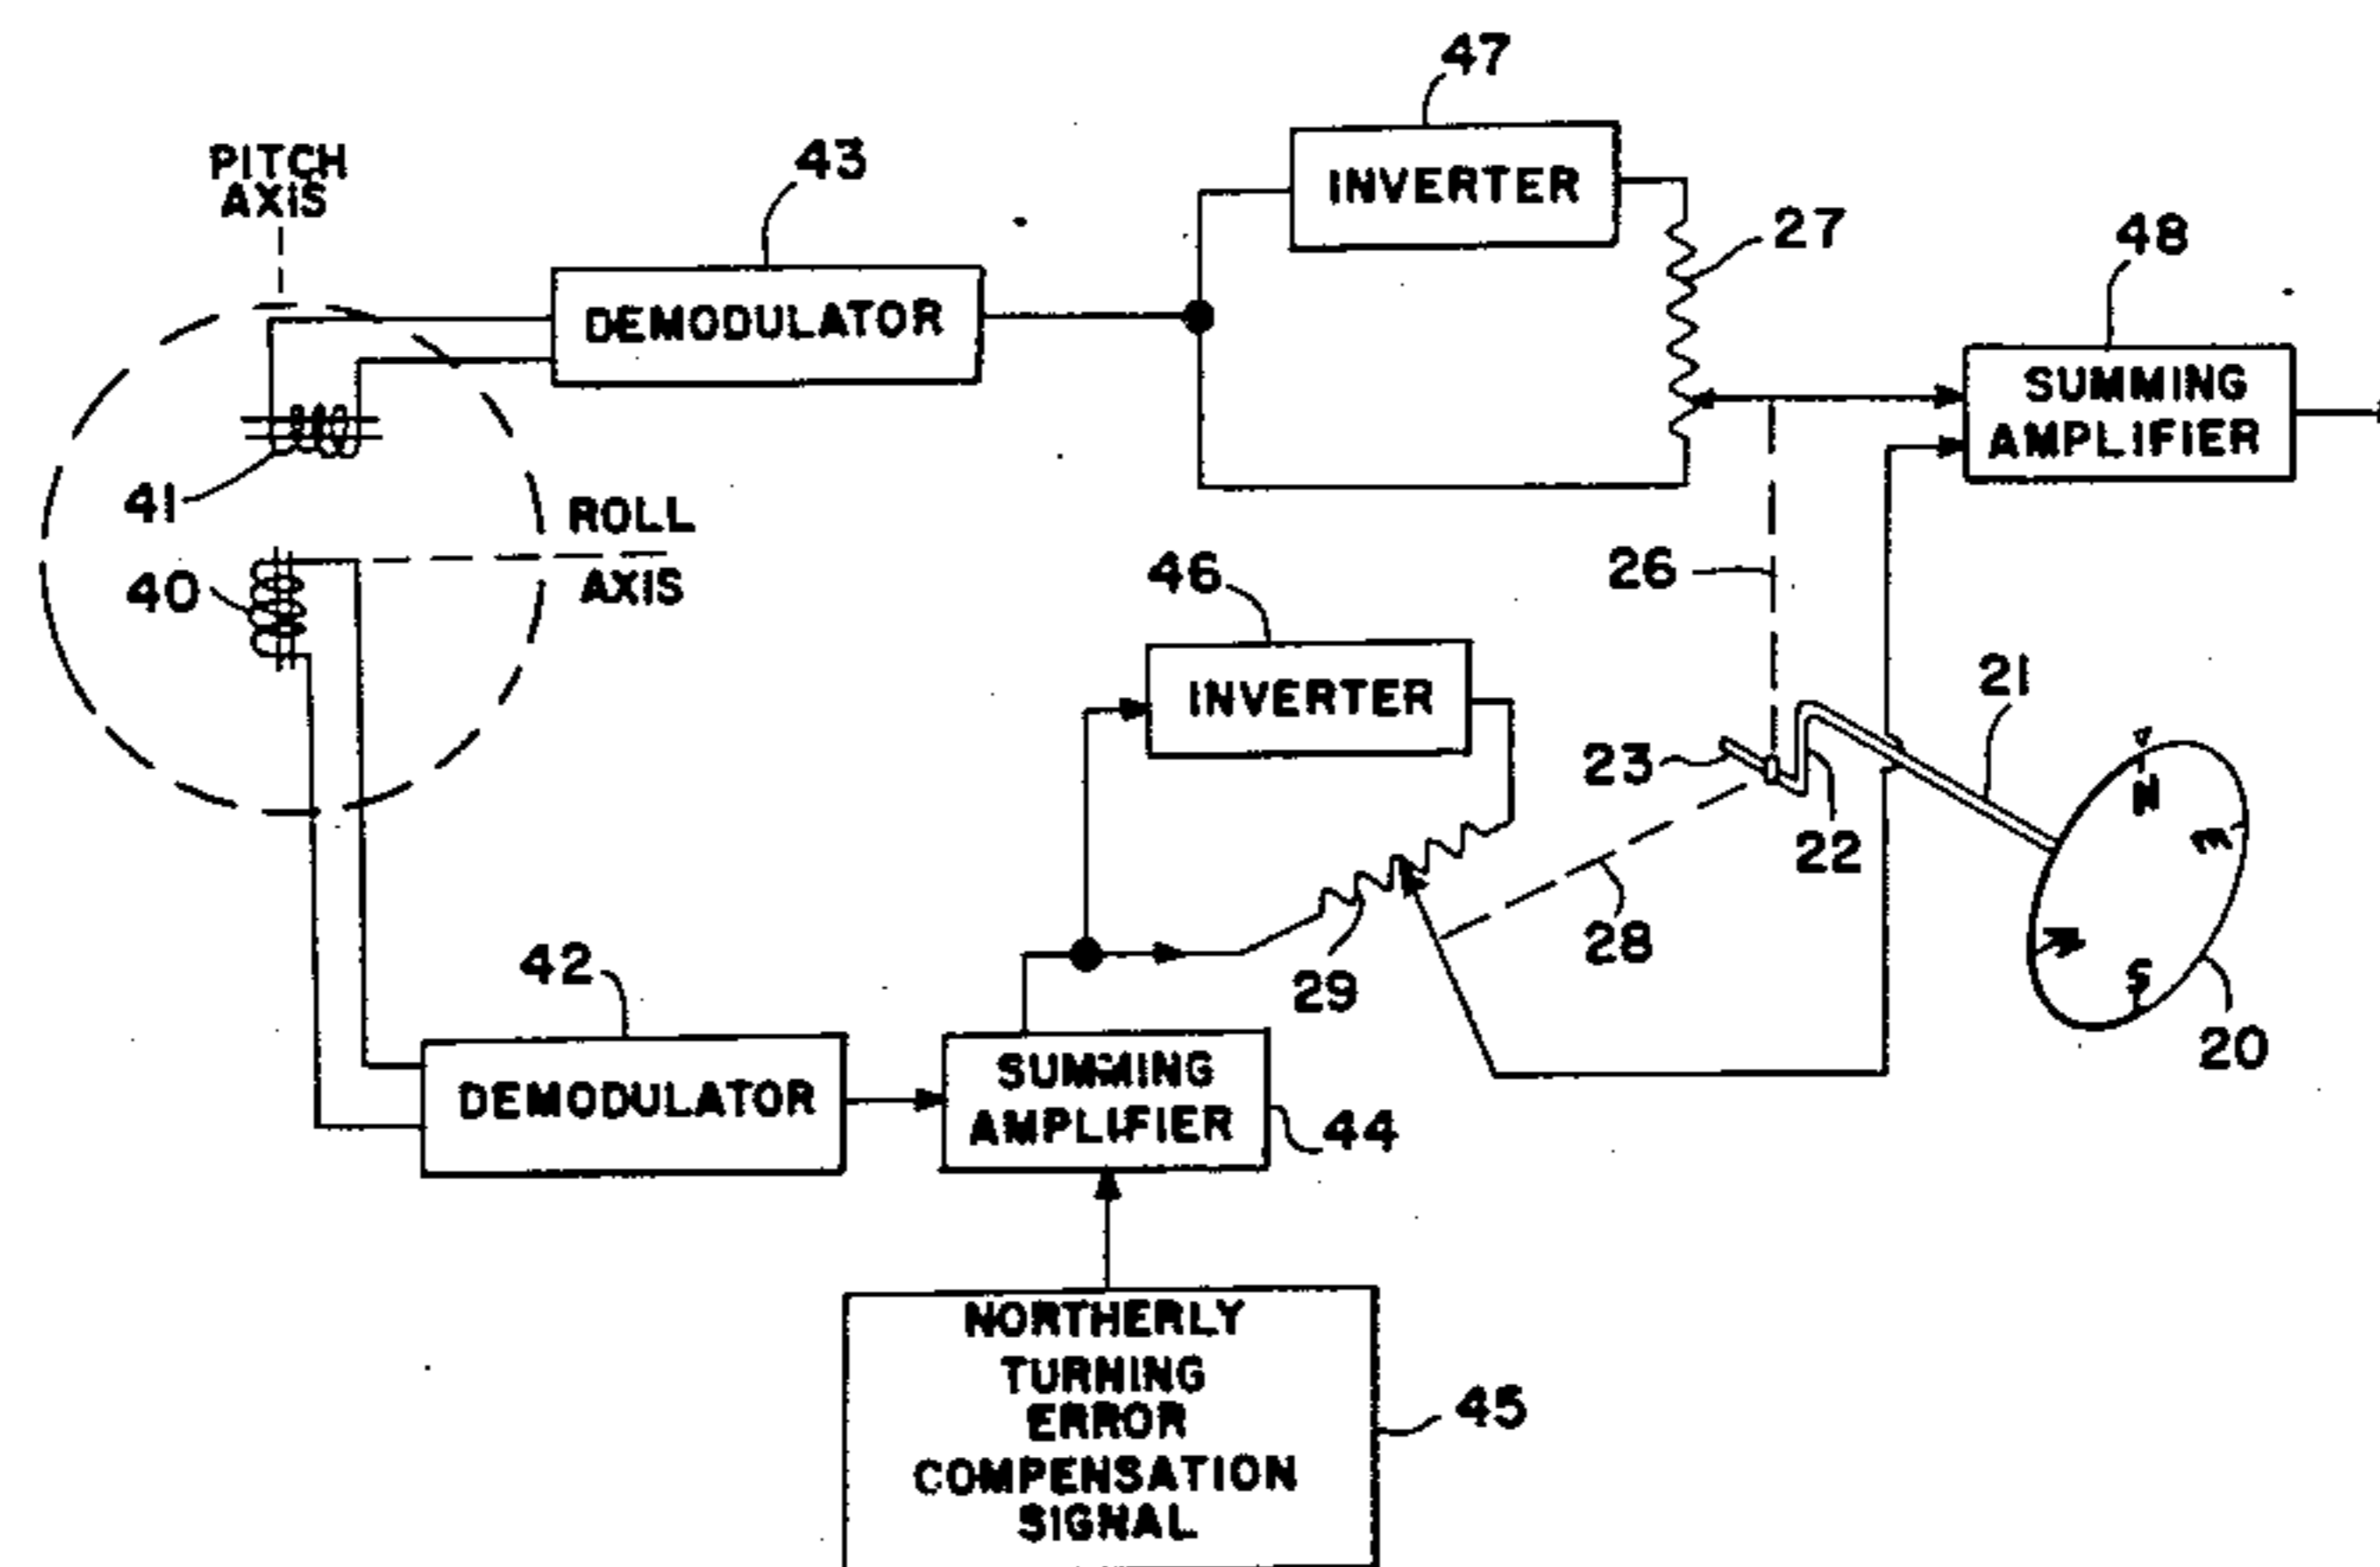 47
43
PITCH
AXIS
INVERTER
27
48
DEMODULATOR
SUMMING
AMPLIFIER
41
ROLL
AXIS
40
46
26
21
INVERTER
23
N
22
E
W
28
S
29
42
20
SUMMING
AMPLIFIER
DEMODULATOR
44
NORTHERLY
TURNING
ERROR
COMPENSATION
SIGNAL
45